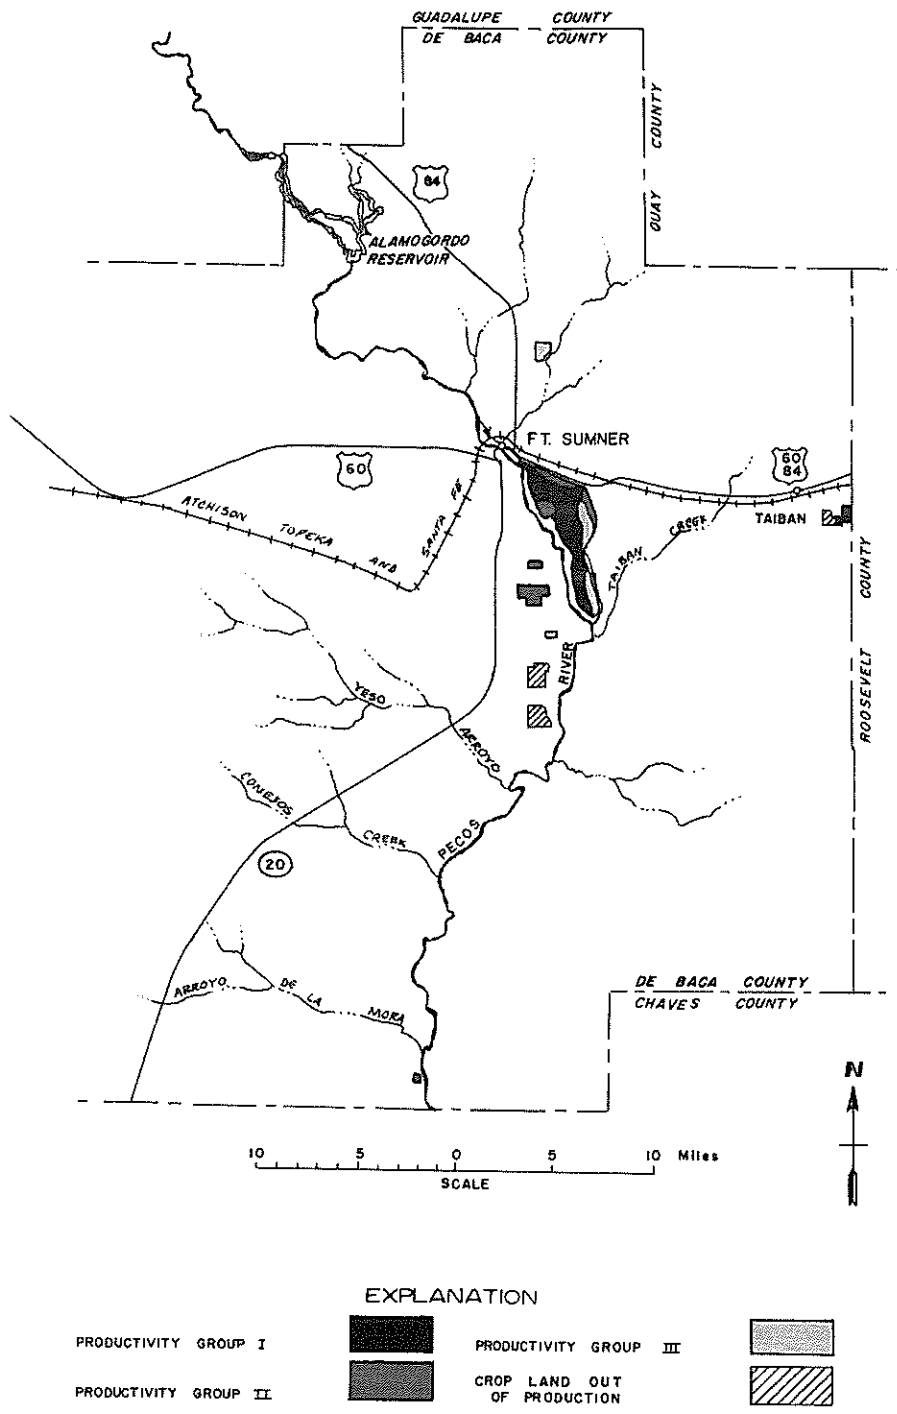 GUADALUPE COUNTY
DE BACA COUNTY
QUAY COUNTY
84
ALAMOGORDO
RESERVOIR
FT. SUMNER
60
60
84
ATCHISON TOPEKA AND SANTA FE
TAIBAN
TAIBAN CREEK
ROOSEVELT COUNTY
RIVER
YESO ARROYO
CONEJOS CREEK
PECOS
20
ARROYO DE LA MORA
DE BACA COUNTY
CHAVES COUNTY
N
10 5 0 5 10 Miles
SCALE
EXPLANATION
PRODUCTIVITY GROUP I
PRODUCTIVITY GROUP III
PRODUCTIVITY GROUP II
CROP LAND OUT
OF PRODUCTION